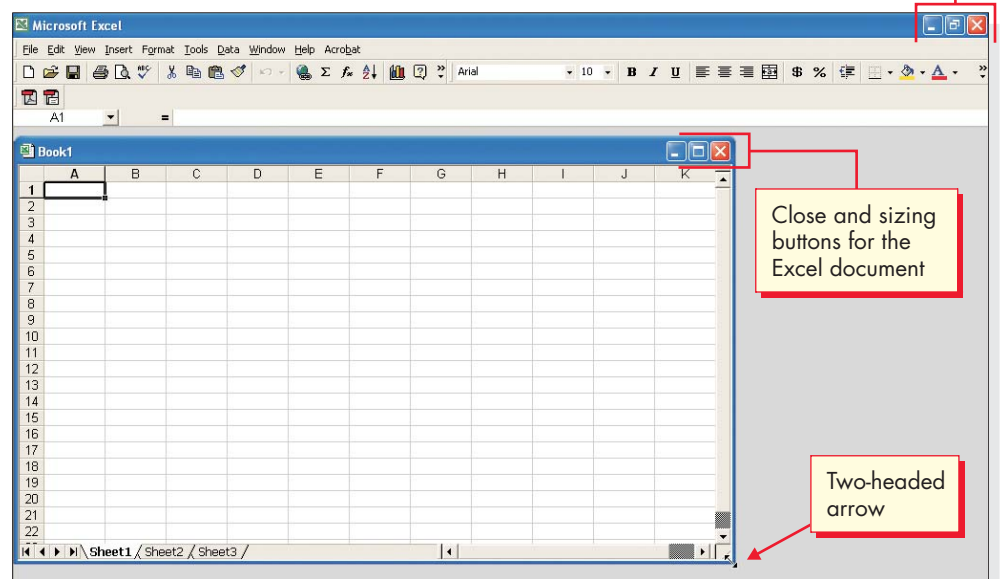 Microsoft Excel
File Edit View Insert Format Tools Data Window Help Acrobat
ABC Σ fx Arial 10 B I U $ % A
A1 =
Book1
A B C D E F G H I J K
1
2
3
4
5
6
7
8
9
10
11
12
13
14
15
16
17
18
19
20
21
22
Sheet1 / Sheet2 / Sheet3 /
Close and sizing
buttons for the
Excel document
Two-headed
arrow